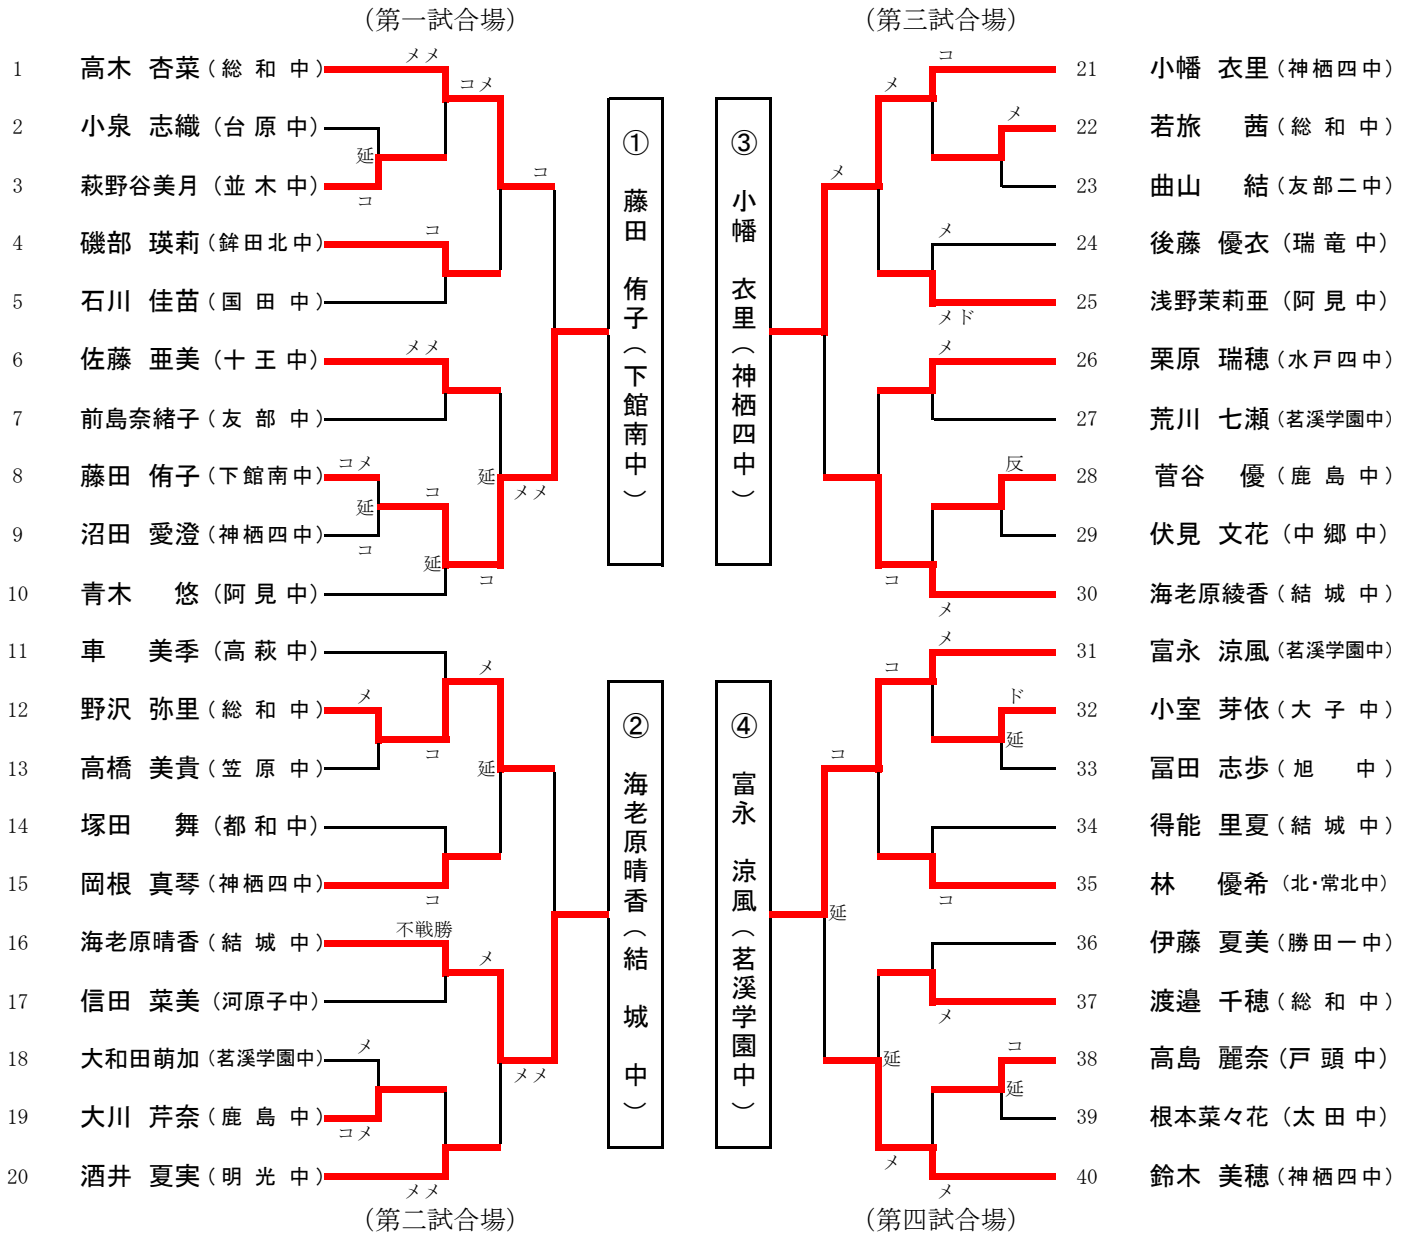 (第一試合場)
1 高木 杏菜 (総和中)
2 小泉 志織 (台原中)
3 萩野谷美月 (並木中)
4 磯部 瑛莉 (鉾田北中)
5 石川 佳苗 (国田中)
6 佐藤 亜美 (十王中)
7 前島奈緒子 (友部中)
8 藤田 侑子 (下館南中)
9 沼田 愛澄 (神栖四中)
10 青木 悠 (阿見中)
メメ
コメ
延
コ
コ
コ
メメ
コメ
延
コ
コ
延
コ
延
メメ
① 藤田 侑子(下館南中)
11 車 美季 (高萩中)
12 野沢 弥里 (総和中)
13 高橋 美貴 (笠原中)
14 塚田 舞 (都和中)
15 岡根 真琴 (神栖四中)
16 海老原晴香 (結城中)
17 信田 菜美 (河原子中)
18 大和田萌加 (茗溪学園中)
19 大川 芹奈 (鹿島中)
20 酒井 夏実 (明光中)
メ
メ
コ
延
コ
不戦勝
メ
メ
コメ
メメ
メメ
② 海老原晴香(結城中)
(第二試合場)
(第三試合場)
21 小幡 衣里 (神栖四中)
22 若旅 茜 (総和中)
23 曲山 結 (友部二中)
24 後藤 優衣 (瑞竜中)
25 浅野茉莉亜 (阿見中)
26 栗原 瑞穂 (水戸四中)
27 荒川 七瀬 (茗溪学園中)
28 菅谷 優 (鹿島中)
29 伏見 文花 (中郷中)
30 海老原綾香 (結城中)
コ
メ
メ
メ
メ
メド
メ
反
コ
メ
③ 小幡 衣里(神栖四中)
31 富永 涼風 (茗溪学園中)
32 小室 芽依 (大子中)
33 冨田 志歩 (旭中)
34 得能 里夏 (結城中)
35 林 優希 (北・常北中)
36 伊藤 夏美 (勝田一中)
37 渡邉 千穂 (総和中)
38 高島 麗奈 (戸頭中)
39 根本菜々花 (太田中)
40 鈴木 美穂 (神栖四中)
メ
コ
ド
延
コ
コ
延
メ
延
コ
延
メ
メ
④ 富永 涼風(茗溪学園中)
(第四試合場)